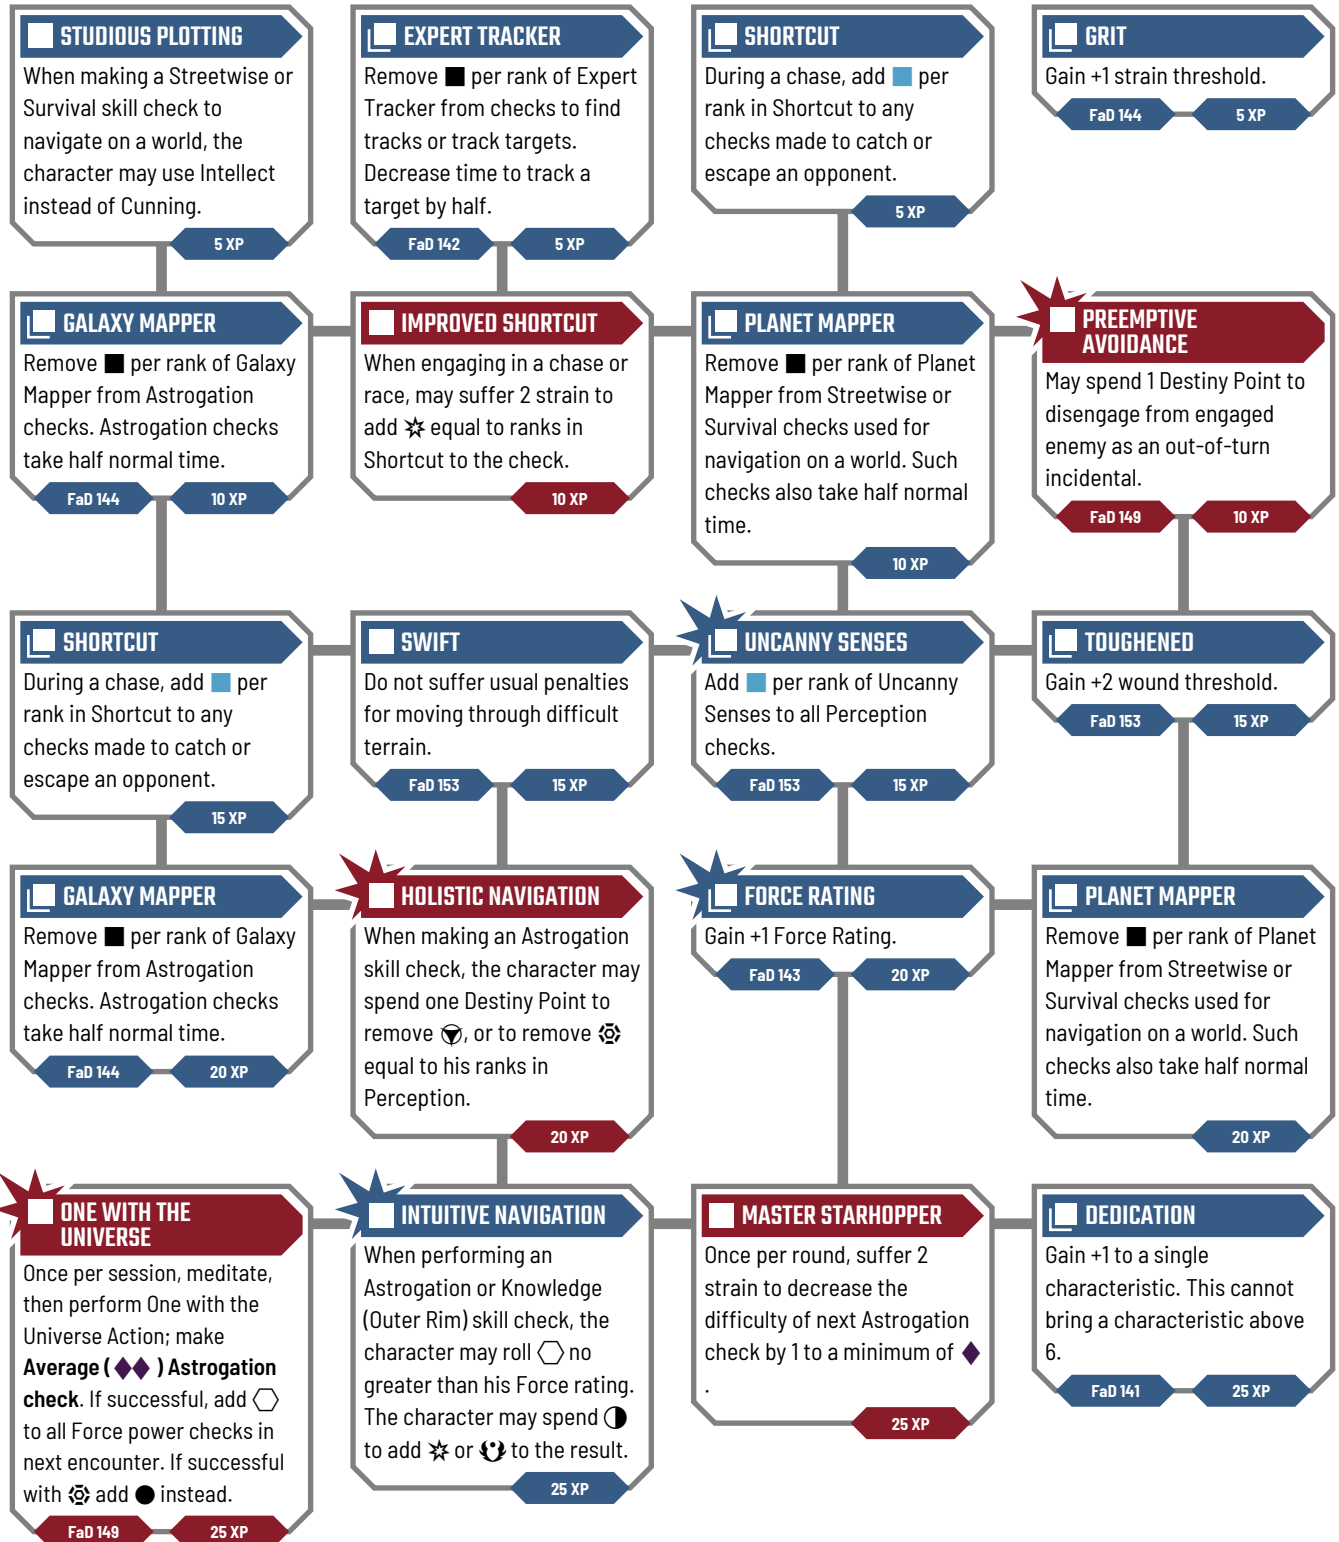 STUDIOUS PLOTTING
When making a Streetwise or
Survival skill check to
navigate on a world, the
character may use Intellect
instead of Cunning.
5 XP
EXPERT TRACKER
Remove ■ per rank of Expert
Tracker from checks to find
tracks or track targets.
Decrease time to track a
target by half.
FaD 142
5 XP
SHORTCUT
During a chase, add ■ per
rank in Shortcut to any
checks made to catch or
escape an opponent.
5 XP
GRIT
Gain +1 strain threshold.
FaD 144
5 XP
GALAXY MAPPER
Remove ■ per rank of Galaxy
Mapper from Astrogation
checks. Astrogation checks
take half normal time.
FaD 144
10 XP
IMPROVED SHORTCUT
When engaging in a chase or
race, may suffer 2 strain to
add equal to ranks in
Shortcut to the check.
10 XP
PLANET MAPPER
Remove ■ per rank of Planet
Mapper from Streetwise or
Survival checks used for
navigation on a world. Such
checks also take half normal
time.
10 XP
PREEMPTIVE
AVOIDANCE
May spend 1 Destiny Point to
disengage from engaged
enemy as an out-of-turn
incidental.
FaD 149
10 XP
SHORTCUT
During a chase, add ■ per
rank in Shortcut to any
checks made to catch or
escape an opponent.
15 XP
SWIFT
Do not suffer usual penalties
for moving through difficult
terrain.
FaD 153
15 XP
UNCANNY SENSES
Add ■ per rank of Uncanny
Senses to all Perception
checks.
FaD 153
15 XP
TOUGHENED
Gain +2 wound threshold.
FaD 153
15 XP
GALAXY MAPPER
Remove ■ per rank of Galaxy
Mapper from Astrogation
checks. Astrogation checks
take half normal time.
FaD 144
20 XP
HOLISTIC NAVIGATION
When making an Astrogation
skill check, the character may
spend one Destiny Point to
remove , or to remove
equal to his ranks in
Perception.
20 XP
FORCE RATING
Gain +1 Force Rating.
FaD 143
20 XP
PLANET MAPPER
Remove ■ per rank of Planet
Mapper from Streetwise or
Survival checks used for
navigation on a world. Such
checks also take half normal
time.
20 XP
ONE WITH THE
UNIVERSE
Once per session, meditate,
then perform One with the
Universe Action; make
Average ( ◆◆ ) Astrogation
check. If successful, add ⬡
to all Force power checks in
next encounter. If successful
with add ● instead.
FaD 149
25 XP
INTUITIVE NAVIGATION
When performing an
Astrogation or Knowledge
(Outer Rim) skill check, the
character may roll ⬡ no
greater than his Force rating.
The character may spend ◑
to add or to the result.
25 XP
MASTER STARHOPPER
Once per round, suffer 2
strain to decrease the
difficulty of next Astrogation
check by 1 to a minimum of ◆
.
25 XP
DEDICATION
Gain +1 to a single
characteristic. This cannot
bring a characteristic above
6.
FaD 141
25 XP